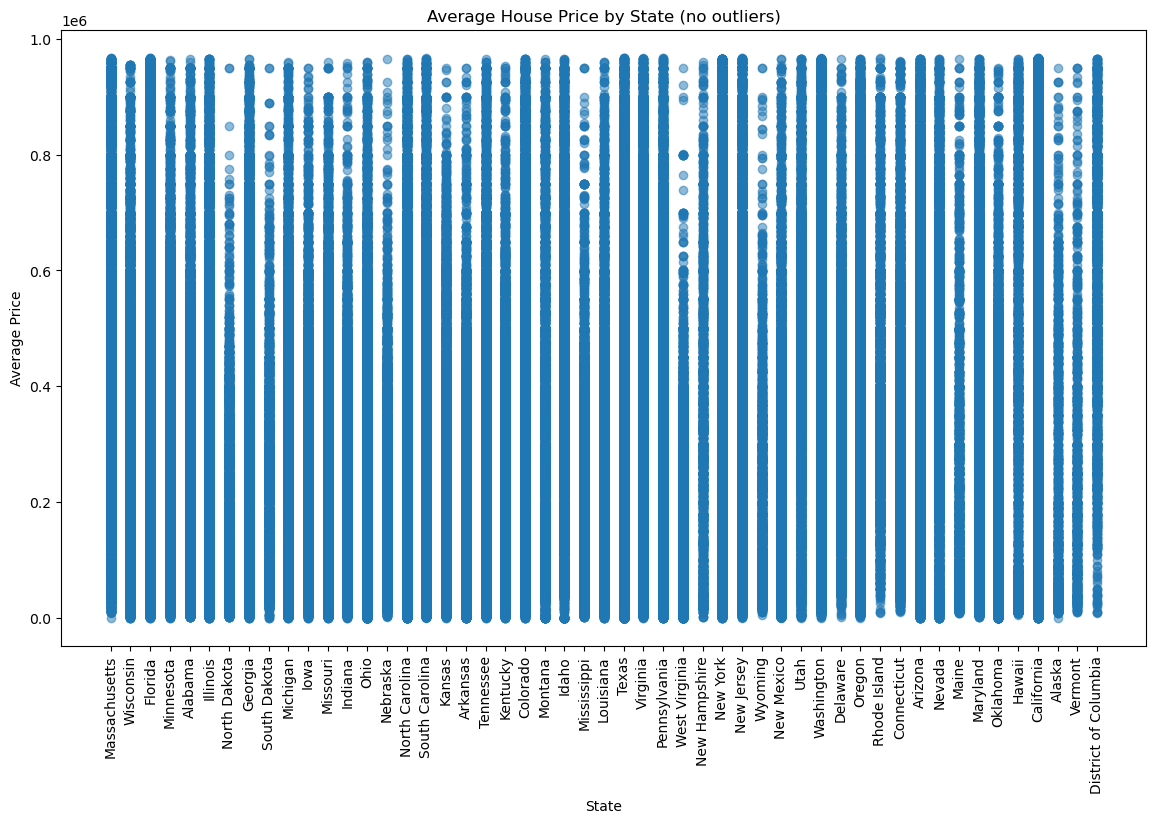 Average House Price by State (no outliers)
1e6
1.0
0.8
0.6
0.4
0.2
0.0
Average Price
Massachusetts
Wisconsin
Florida
Minnesota
Alabama
Illinois
North Dakota
Georgia
South Dakota
Michigan
Iowa
Missouri
Indiana
Ohio
Nebraska
North Carolina
South Carolina
Kansas
Arkansas
Tennessee
Kentucky
Colorado
Montana
Idaho
Mississippi
Louisiana
Texas
Virginia
Pennsylvania
West Virginia
New Hampshire
New York
New Jersey
Wyoming
New Mexico
Utah
Washington
Delaware
Oregon
Rhode Island
Connecticut
Arizona
Nevada
Maine
Maryland
Oklahoma
Hawaii
California
Alaska
Vermont
District of Columbia
State